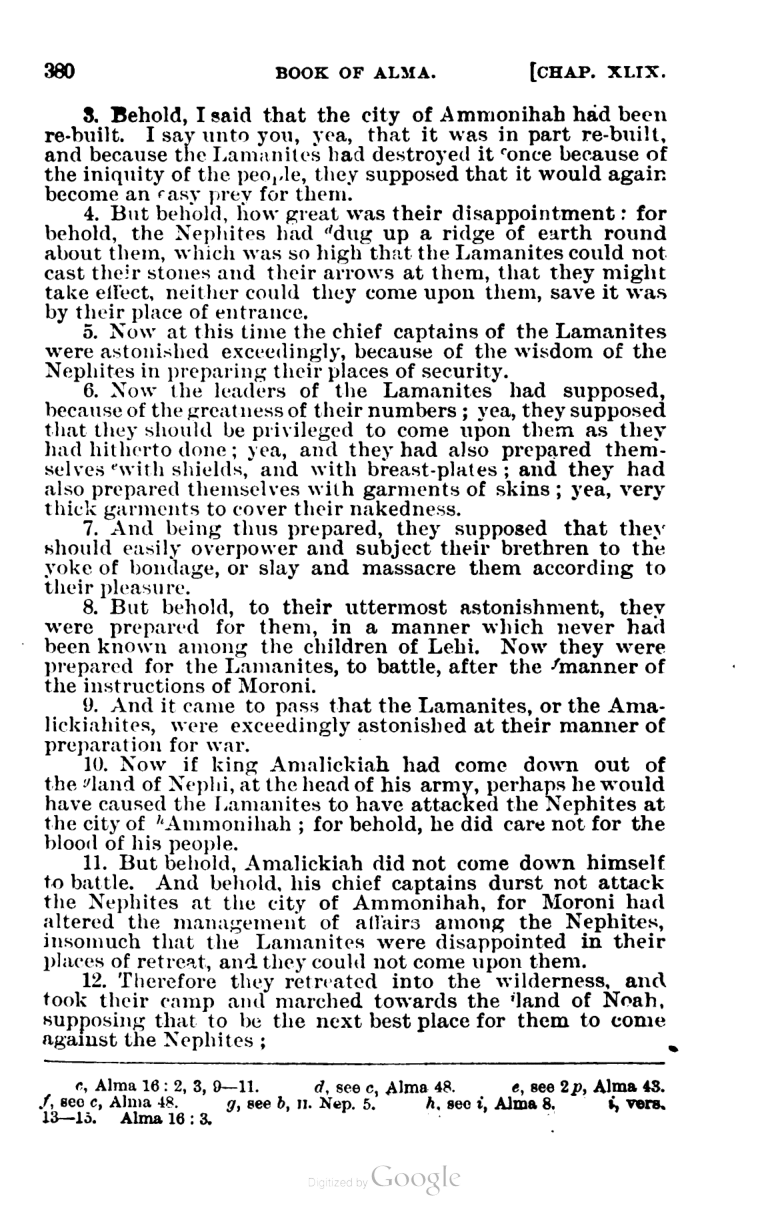 380 BOOK OF ALMA. [CHAP. XLIX.
3. Behold, I said that the city of Ammonihah had been
re-built. I say unto you, yea, that it was in part re-built,
and because the Lamanites had destroyed it ᶜonce because of
the iniquity of the people, they supposed that it would again
become an easy prey for them.
4. But behold, how great was their disappointment: for
behold, the Nephites had ᵈdug up a ridge of earth round
about them, which was so high that the Lamanites could not
cast their stones and their arrows at them, that they might
take effect, neither could they come upon them, save it was
by their place of entrance.
5. Now at this time the chief captains of the Lamanites
were astonished exceedingly, because of the wisdom of the
Nephites in preparing their places of security.
6. Now the leaders of the Lamanites had supposed,
because of the greatness of their numbers; yea, they supposed
that they should be privileged to come upon them as they
had hitherto done; yea, and they had also prepared them-
selves ᵉwith shields, and with breast-plates; and they had
also prepared themselves with garments of skins; yea, very
thick garments to cover their nakedness.
7. And being thus prepared, they supposed that they
should easily overpower and subject their brethren to the
yoke of bondage, or slay and massacre them according to
their pleasure.
8. But behold, to their uttermost astonishment, they
were prepared for them, in a manner which never had
been known among the children of Lehi. Now they were
prepared for the Lamanites, to battle, after the ᶠmanner of
the instructions of Moroni.
9. And it came to pass that the Lamanites, or the Ama-
lickiahites, were exceedingly astonished at their manner of
preparation for war.
10. Now if king Amalickiah had come down out of
the ᵍland of Nephi, at the head of his army, perhaps he would
have caused the Lamanites to have attacked the Nephites at
the city of ʰAmmonihah; for behold, he did care not for the
blood of his people.
11. But behold, Amalickiah did not come down himself
to battle. And behold, his chief captains durst not attack
the Nephites at the city of Ammonihah, for Moroni had
altered the management of affairs among the Nephites,
insomuch that the Lamanites were disappointed in their
places of retreat, and they could not come upon them.
12. Therefore they retreated into the wilderness, and
took their camp and marched towards the ⁱland of Noah,
supposing that to be the next best place for them to come
against the Nephites;
c, Alma 16: 2, 3, 9—11. d, see c, Alma 48. e, see 2p, Alma 43.
f, see c, Alma 48. g, see b, II. Nep. 5. h, see i, Alma 8. i, vers.
13—15. Alma 16: 3.
Digitized by Google